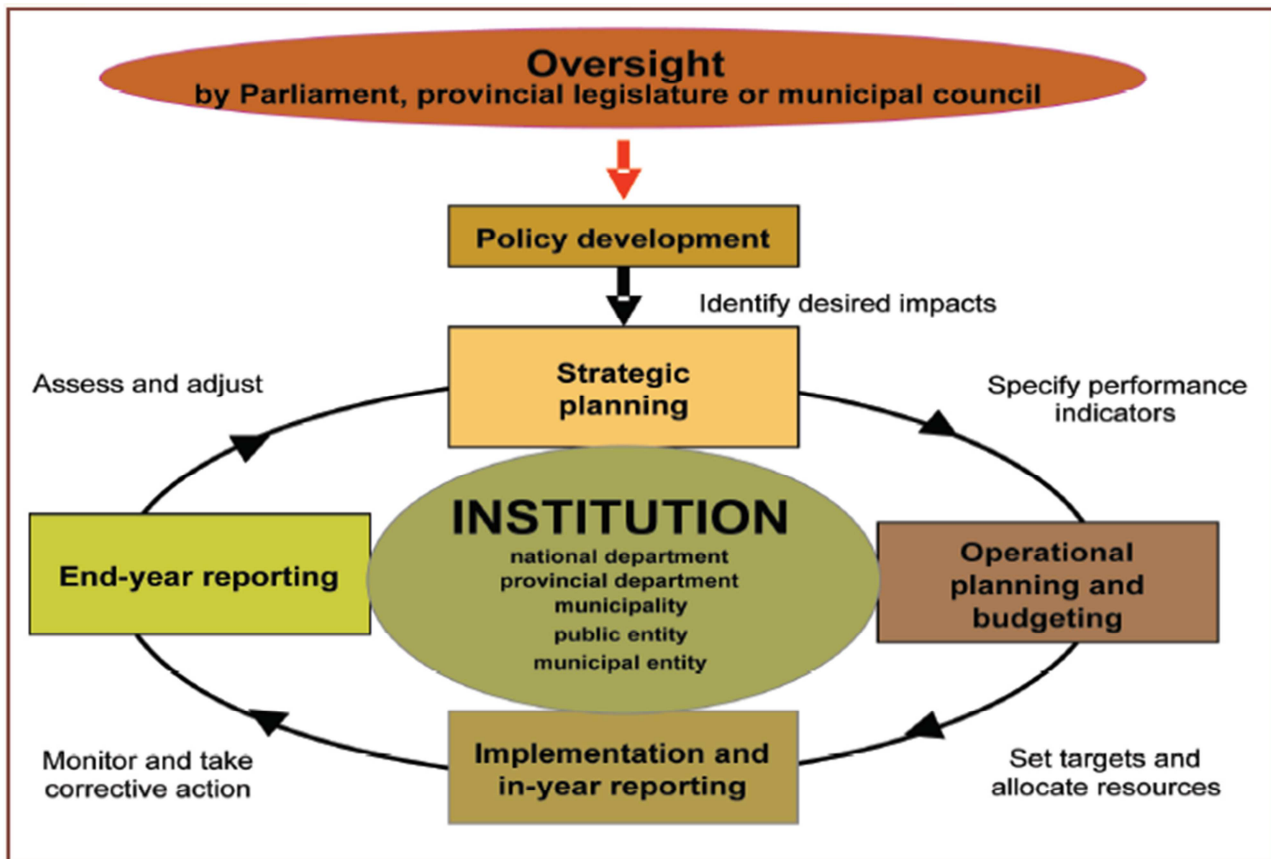 Oversight
by Parliament, provincial legislature or municipal council
Policy development
Identify desired impacts
Strategic
planning
Assess and adjust
Specify performance
indicators
INSTITUTION
national department
provincial department
municipality
public entity
municipal entity
End-year reporting
Operational
planning and
budgeting
Implementation and
in-year reporting
Monitor and take
corrective action
Set targets and
allocate resources